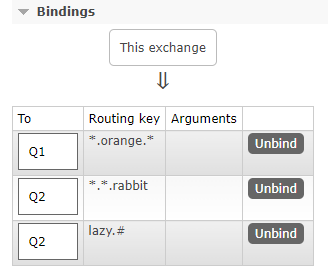 Bindings
This exchange
⇓
To Routing key Arguments
Q1 *.orange.* Unbind
Q2 *.*.rabbit Unbind
Q2 lazy.# Unbind